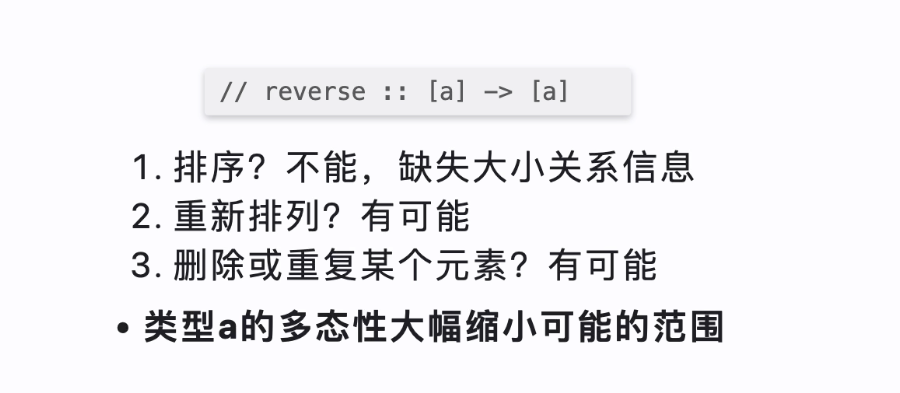 // reverse :: [a] -> [a]
1. 排序？不能，缺失大小关系信息
2. 重新排列？有可能
3. 删除或重复某个元素？有可能
• 类型a的多态性大幅缩小可能的范围